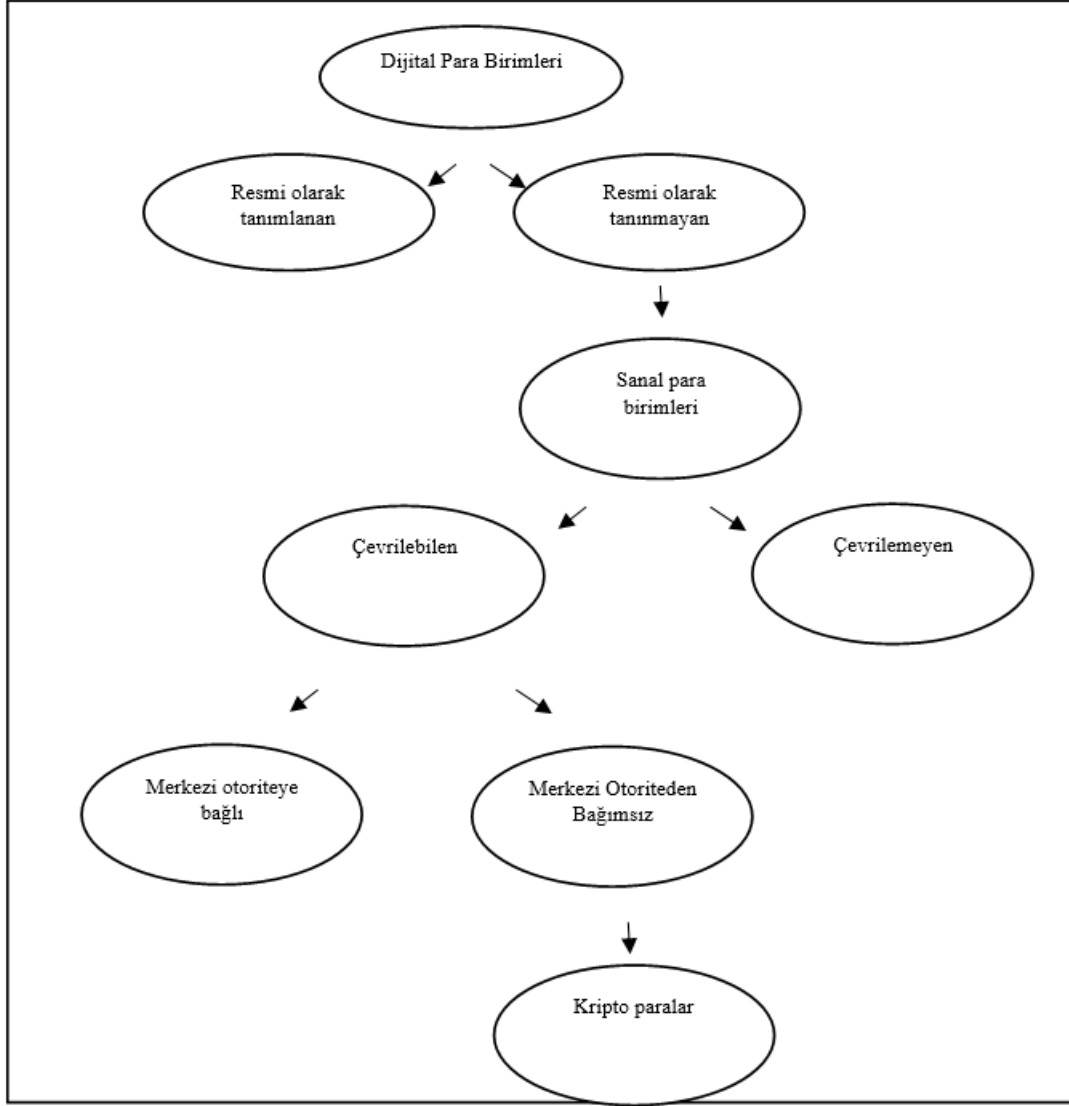 Dijital Para Birimleri
Resmi olarak
tanımlanan
Resmi olarak
tanınmayan
Sanal para
birimleri
Çevrilebilen
Çevrilemeyen
Merkezi otoriteye
bağlı
Merkezi Otoriteden
Bağımsız
Kripto paralar